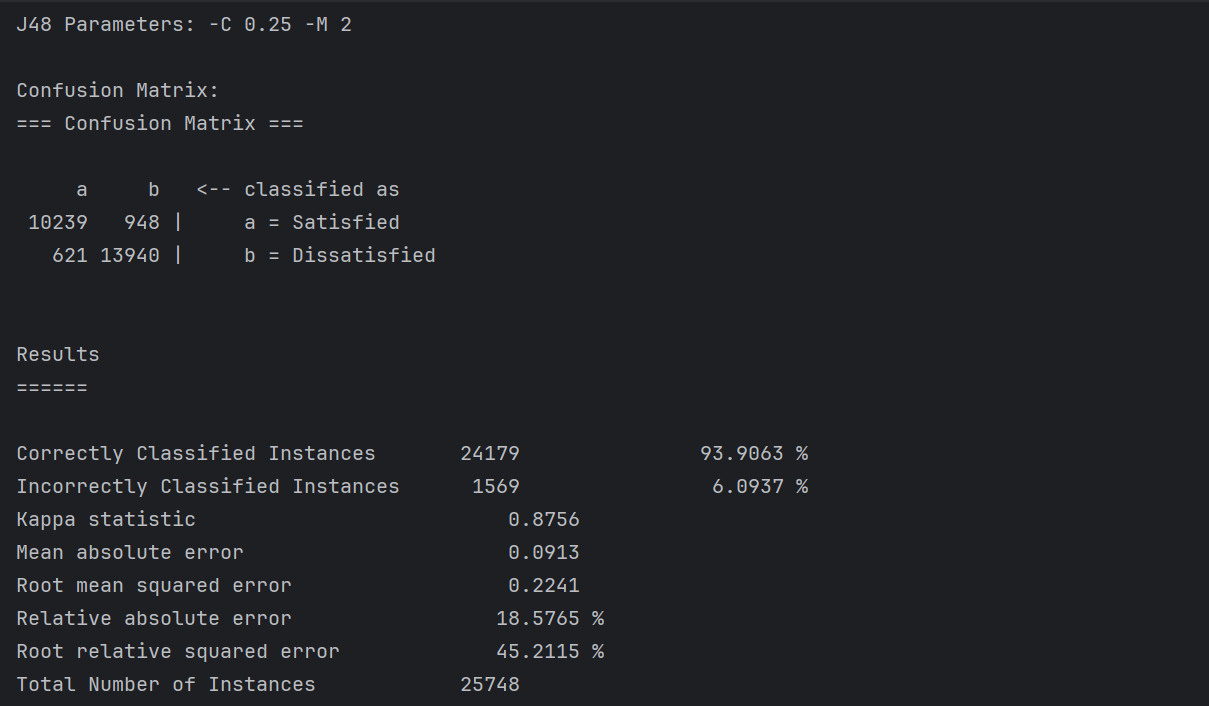 J48 Parameters: -C 0.25 -M 2
Confusion Matrix:
=== Confusion Matrix ===
a b <-- classified as
10239 948 | a = Satisfied
621 13940 | b = Dissatisfied
Results
======
Correctly Classified Instances 24179 93.9063 %
Incorrectly Classified Instances 1569 6.0937 %
Kappa statistic 0.8756
Mean absolute error 0.0913
Root mean squared error 0.2241
Relative absolute error 18.5765 %
Root relative squared error 45.2115 %
Total Number of Instances 25748